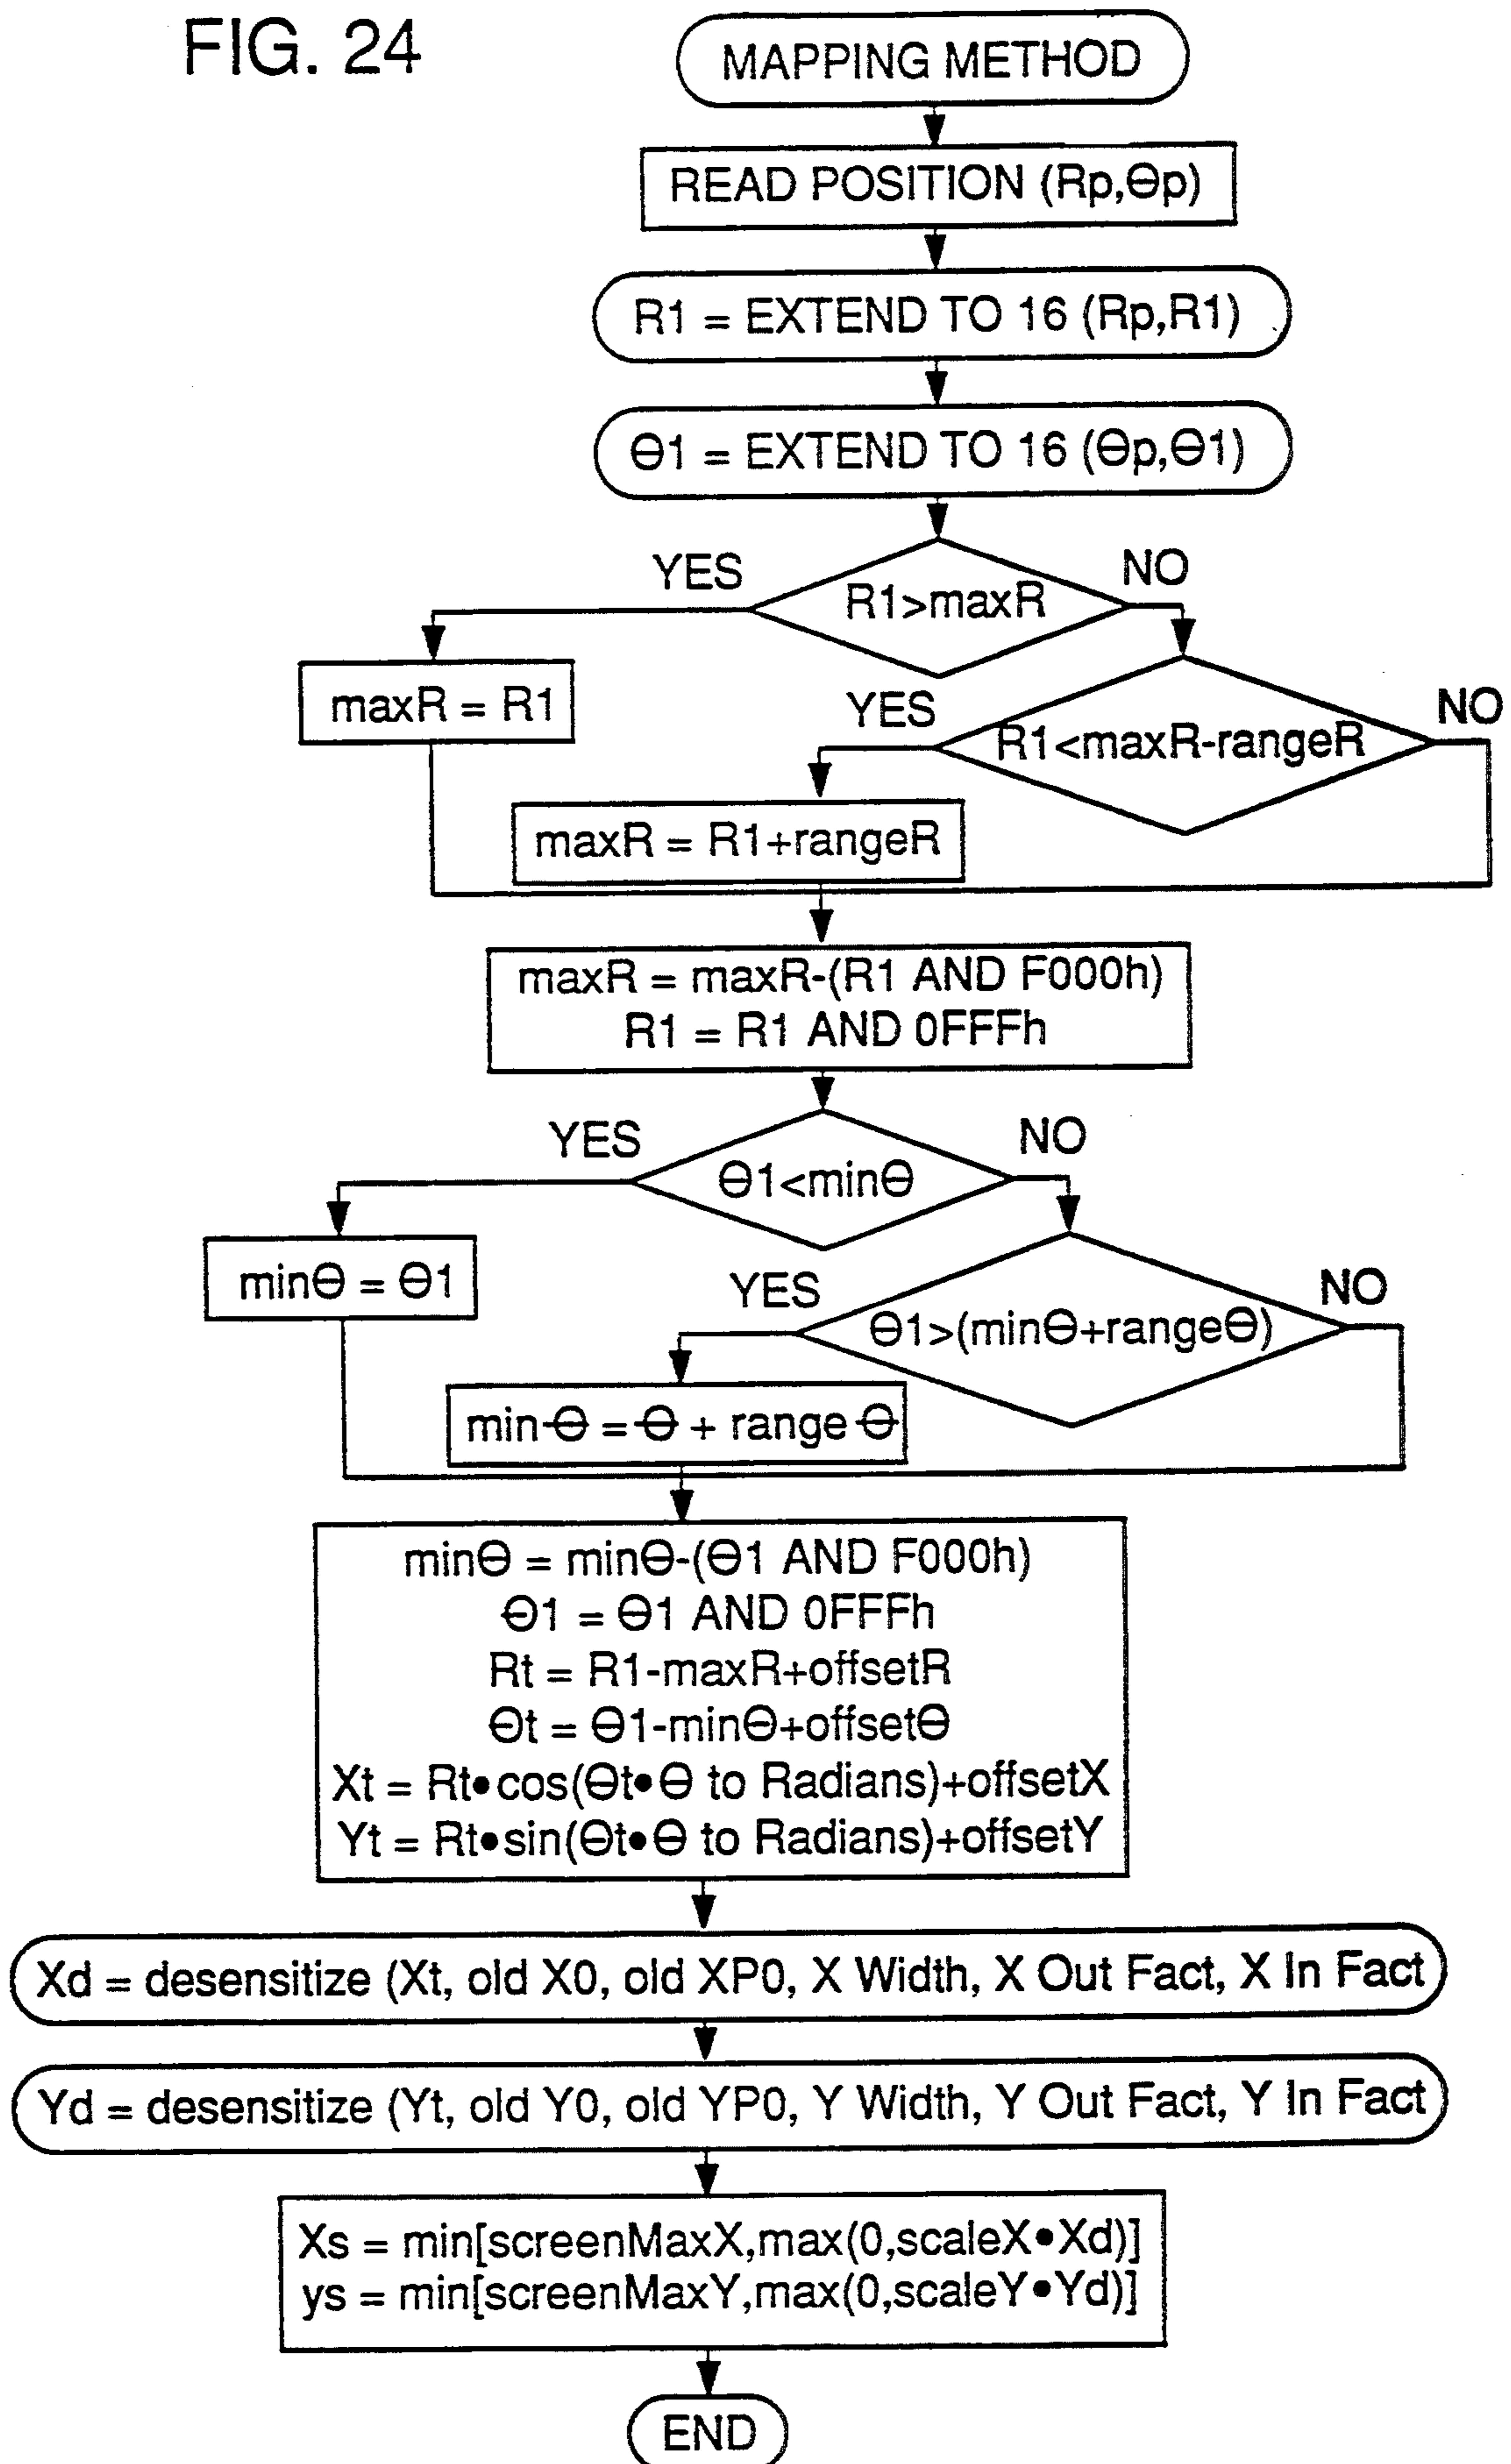 FIG. 24
MAPPING METHOD
READ POSITION (Rp,Θp)
R1 = EXTEND TO 16 (Rp,R1)
Θ1 = EXTEND TO 16 (Θp,Θ1)
YES
NO
R1>maxR
maxR = R1
YES
NO
R1<maxR-rangeR
maxR = R1+rangeR
maxR = maxR-(R1 AND F000h)
R1 = R1 AND 0FFFh
YES
NO
Θ1<minΘ
minΘ = Θ1
YES
NO
Θ1>(minΘ+rangeΘ)
min Θ = Θ + range Θ
minΘ = minΘ-(Θ1 AND F000h)
Θ1 = Θ1 AND 0FFFh
Rt = R1-maxR+offsetR
Θt = Θ1-minΘ+offsetΘ
Xt = Rt•cos(Θt•Θ to Radians)+offsetX
Yt = Rt•sin(Θt•Θ to Radians)+offsetY
Xd = desensitize (Xt, old X0, old XP0, X Width, X Out Fact, X In Fact
Yd = desensitize (Yt, old Y0, old YP0, Y Width, Y Out Fact, Y In Fact
Xs = min[screenMaxX,max(0,scaleX•Xd)]
ys = min[screenMaxY,max(0,scaleY•Yd)]
END